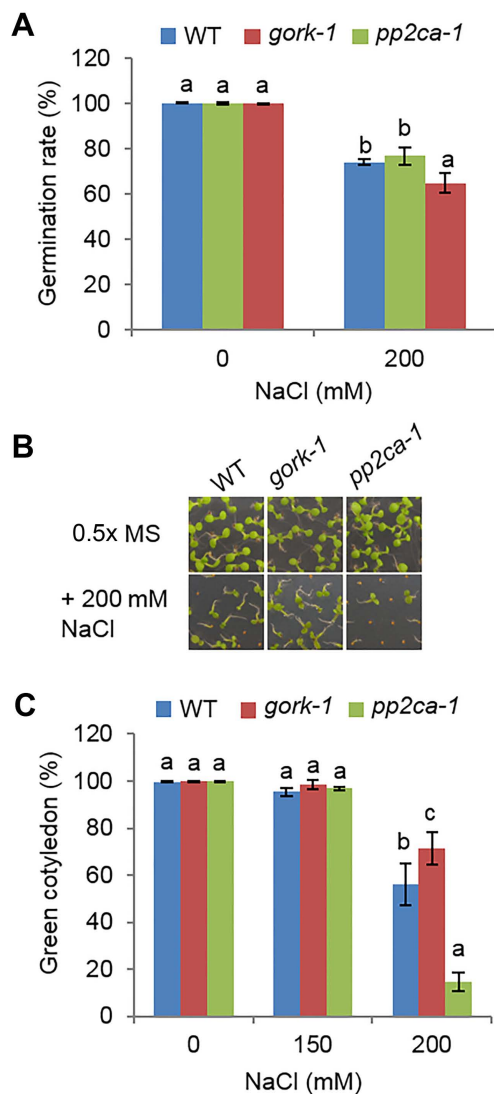 A
WT gork-1 pp2ca-1
120
100
80
60
40
20
0
Germination rate (%)
a a a
b b a
0 200
NaCl (mM)
B
WT gork-1 pp2ca-1
0.5x MS
+ 200 mM
NaCl
C
WT gork-1 pp2ca-1
120
100
80
60
40
20
0
Green cotyledon (%)
a a a
a a a
b c a
0 150 200
NaCl (mM)